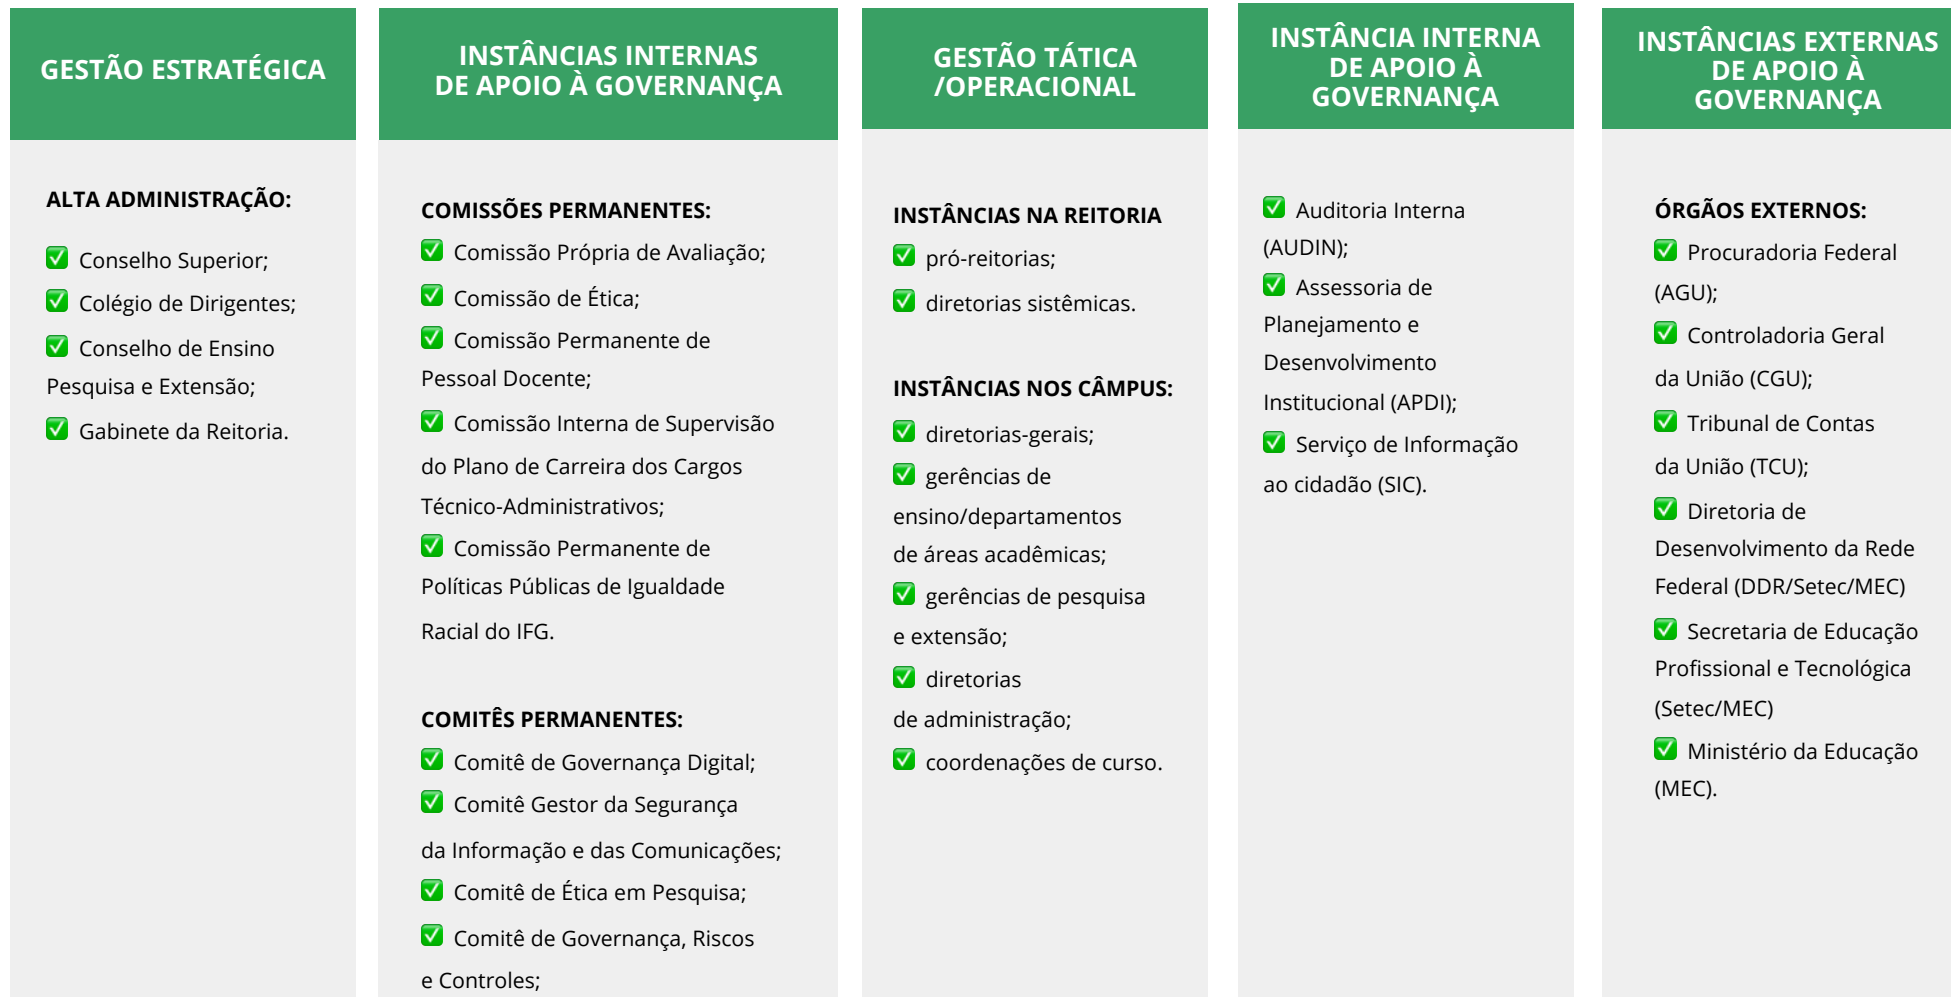 GESTÃO ESTRATÉGICA
ALTA ADMINISTRAÇÃO:
Conselho Superior;
Colégio de Dirigentes;
Conselho de Ensino
Pesquisa e Extensão;
Gabinete da Reitoria.
INSTÂNCIAS INTERNAS
DE APOIO À GOVERNANÇA
COMISSÕES PERMANENTES:
Comissão Própria de Avaliação;
Comissão de Ética;
Comissão Permanente de
Pessoal Docente;
Comissão Interna de Supervisão
do Plano de Carreira dos Cargos
Técnico-Administrativos;
Comissão Permanente de
Políticas Públicas de Igualdade
Racial do IFG.
COMITÊS PERMANENTES:
Comitê de Governança Digital;
Comitê Gestor da Segurança
da Informação e das Comunicações;
Comitê de Ética em Pesquisa;
Comitê de Governança, Riscos
e Controles;
GESTÃO TÁTICA
/OPERACIONAL
INSTÂNCIAS NA REITORIA
pró-reitorias;
diretorias sistêmicas.
INSTÂNCIAS NOS CÂMPUS:
diretorias-gerais;
gerências de
ensino/departamentos
de áreas acadêmicas;
gerências de pesquisa
e extensão;
diretorias
de administração;
coordenações de curso.
INSTÂNCIA INTERNA
DE APOIO À
GOVERNANÇA
Auditoria Interna
(AUDIN);
Assessoria de
Planejamento e
Desenvolvimento
Institucional (APDI);
Serviço de Informação
ao cidadão (SIC).
INSTÂNCIAS EXTERNAS
DE APOIO À
GOVERNANÇA
ÓRGÃOS EXTERNOS:
Procuradoria Federal
(AGU);
Controladoria Geral
da União (CGU);
Tribunal de Contas
da União (TCU);
Diretoria de
Desenvolvimento da Rede
Federal (DDR/Setec/MEC)
Secretaria de Educação
Profissional e Tecnológica
(Setec/MEC)
Ministério da Educação
(MEC).